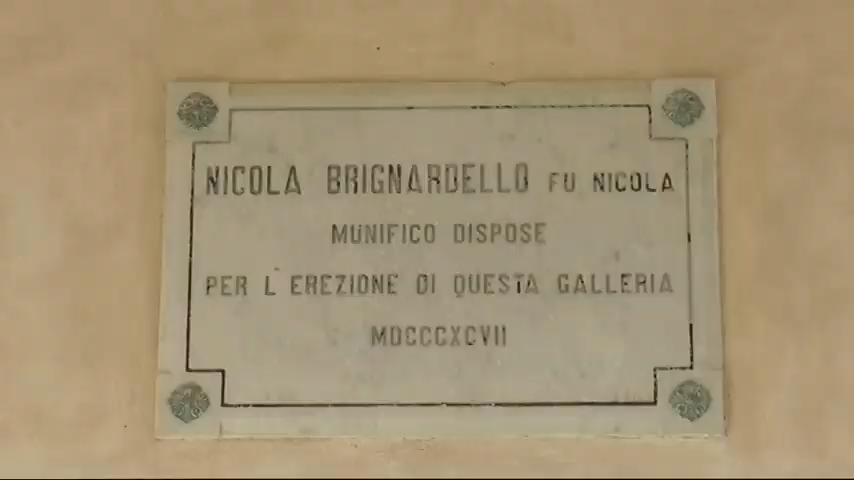 NICOLA BRIGNARDELLO FU NICOLA
MUNIFICO DISPOSE
PER L'EREZIONE DI QUESTA GALLERIA
MDCCCXCVII